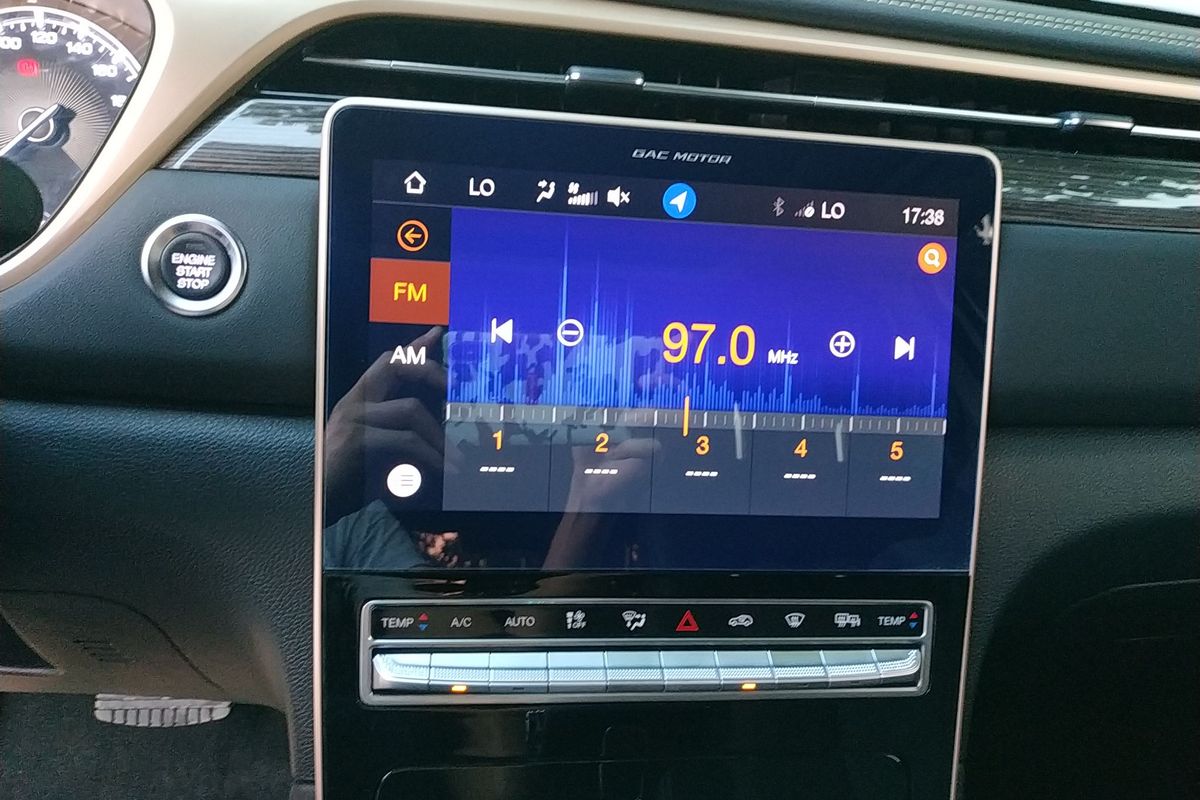 120
140
160
GAC MOTOR
LO
LO
17:38
ENGINE
START
STOP
FM
AM
97.0 MHz
1
2
3
4
5
----
----
----
----
----
TEMP
A/C
AUTO
OFF
TEMP